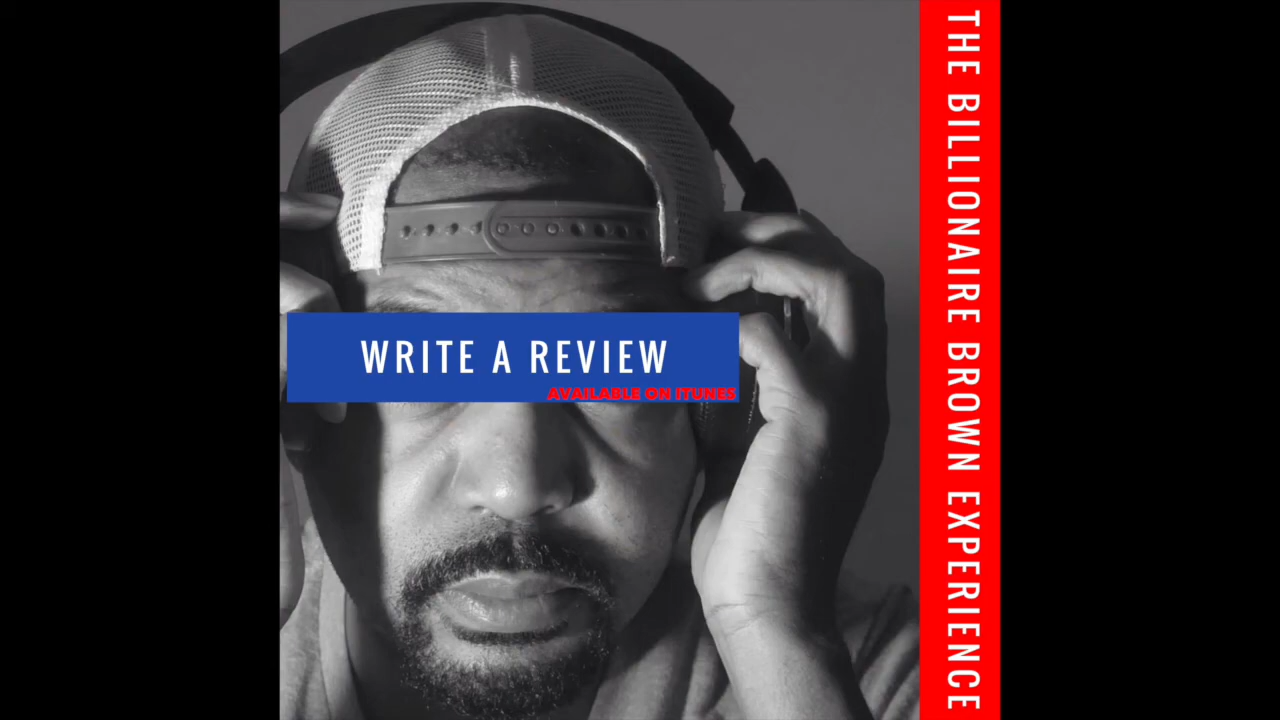 WRITE A REVIEW
AVAILABLE ON ITUNES
THE BILLIONAIRE BROWN EXPERIENCE